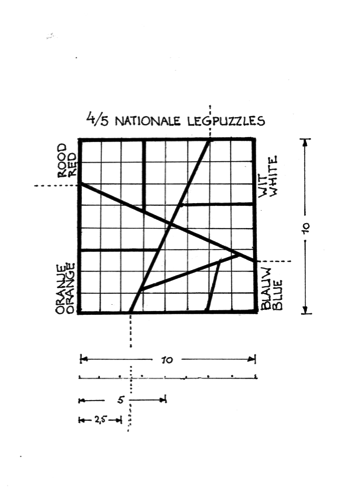 4/5 NATIONALE LEGPUZZLES
ROOD
RED
WIT
WHITE
10
ORANJE
ORANGE
BLAUW
BLUE
10
5
2,5